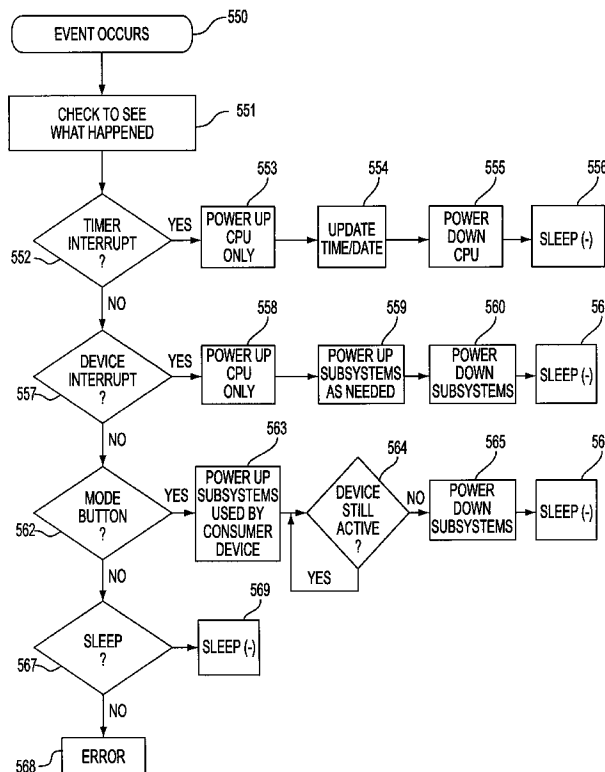 EVENT OCCURS
550
CHECK TO SEE
WHAT HAPPENED
551
TIMER
INTERRUPT
?
552
YES
NO
553
POWER UP
CPU
ONLY
554
UPDATE
TIME/DATE
555
POWER
DOWN
CPU
556
SLEEP (-)
DEVICE
INTERRUPT
?
557
YES
NO
558
POWER UP
CPU
ONLY
559
POWER UP
SUBSYSTEMS
AS NEEDED
560
POWER
DOWN
SUBSYSTEMS
56
SLEEP (-)
MODE
BUTTON
?
562
YES
NO
563
POWER UP
SUBSYSTEMS
USED BY
CONSUMER
DEVICE
564
DEVICE
STILL
ACTIVE
?
YES
NO
565
POWER
DOWN
SUBSYSTEMS
56
SLEEP (-)
SLEEP
?
567
NO
569
SLEEP (-)
ERROR
568